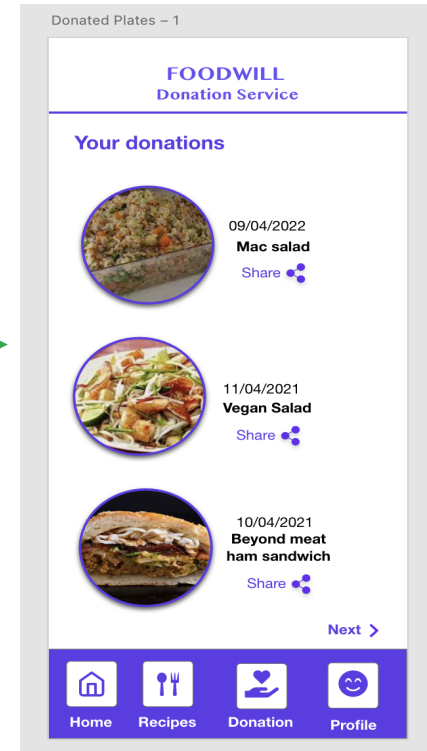 Donated Plates – 1
FOODWILL
Donation Service
Your donations
09/04/2022
Mac salad
Share
11/04/2021
Vegan Salad
Share
10/04/2021
Beyond meat
ham sandwich
Share
Next
Home Recipes Donation Profile